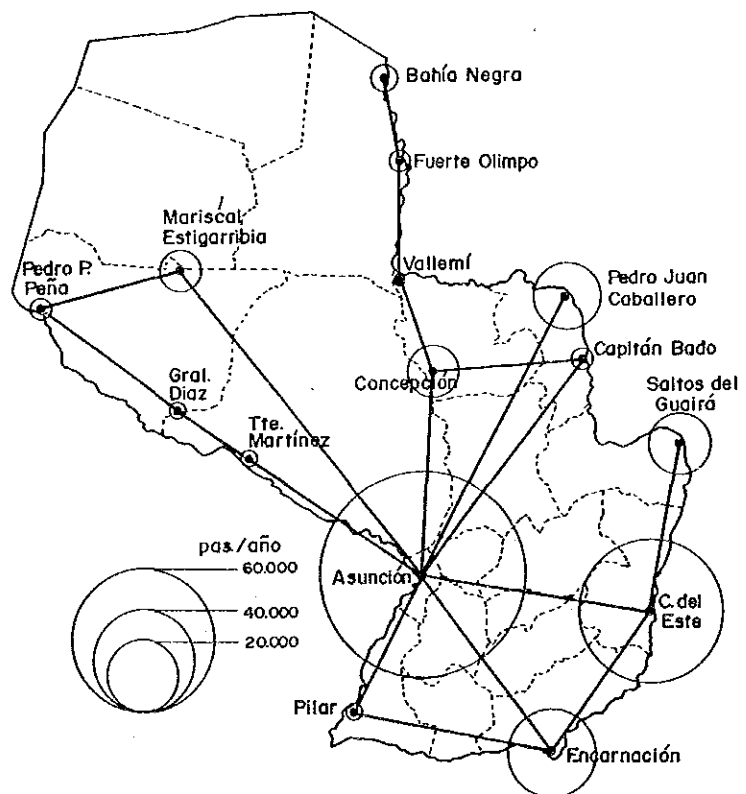 Bahía Negra
Fuerte Olimpo
Mariscal
Estigarribia
Vallemí
Pedro P.
Peña
Pedro Juan
Caballero
Capitán Bado
Concepción
Saltos del
Guairá
Gral.
Diaz
Tte.
Martínez
pas./año
60.000
40.000
20.000
Asunción
C. del
Este
Pilar
Encarnación